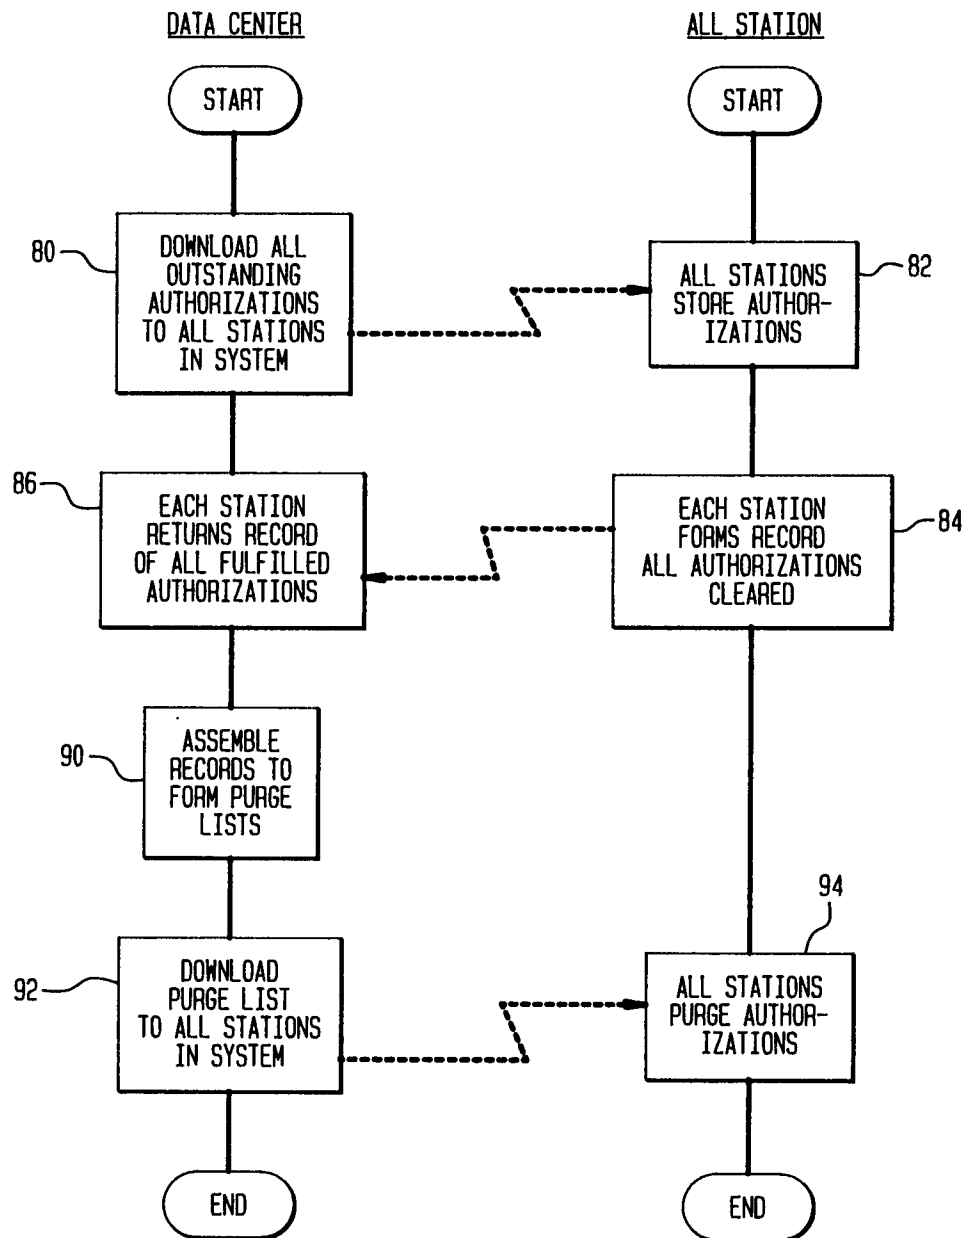 DATA CENTER
ALL STATION
START
START
80
DOWNLOAD ALL
OUTSTANDING
AUTHORIZATIONS
TO ALL STATIONS
IN SYSTEM
ALL STATIONS
STORE AUTHOR-
IZATIONS
82
86
EACH STATION
RETURNS RECORD
OF ALL FULFILLED
AUTHORIZATIONS
EACH STATION
FORMS RECORD
ALL AUTHORIZATIONS
CLEARED
84
90
ASSEMBLE
RECORDS TO
FORM PURGE
LISTS
92
DOWNLOAD
PURGE LIST
TO ALL STATIONS
IN SYSTEM
94
ALL STATIONS
PURGE AUTHOR-
IZATIONS
END
END